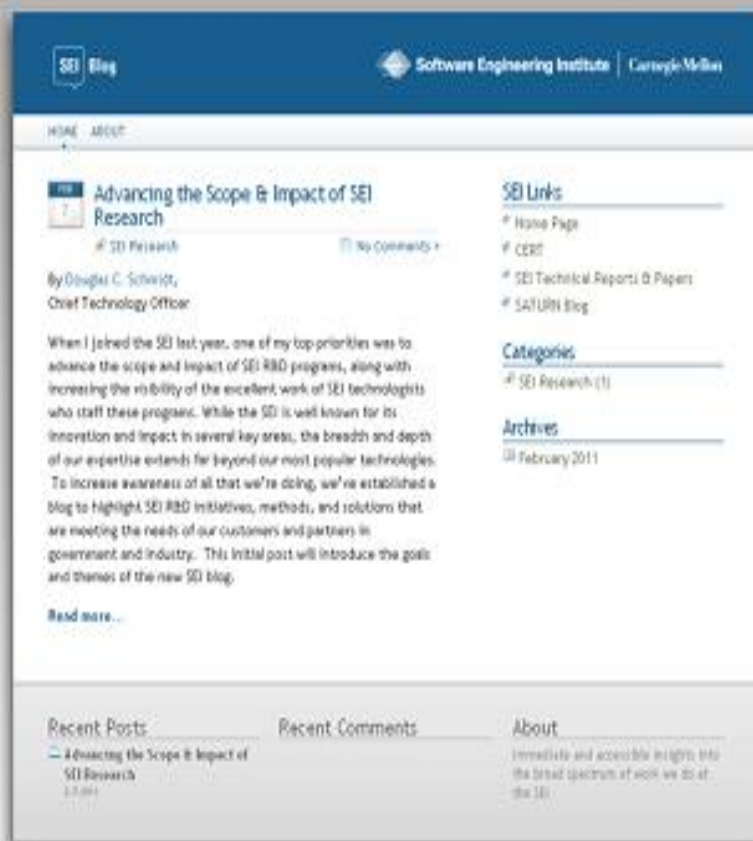 SEI Blog
Software Engineering Institute | Carnegie Mellon
HOME ABOUT
FEB
7
Advancing the Scope & Impact of SEI
Research
SEI Research
No Comments »
By Douglas C. Schmidt,
Chief Technology Officer
When I joined the SEI last year, one of my top priorities was to
advance the scope and impact of SEI R&D programs, along with
increasing the visibility of the excellent work of SEI technologists
who staff these programs. While the SEI is well known for its
innovation and impact in several key areas, the breadth and depth
of our expertise extends far beyond our most popular technologies.
To increase awareness of all that we're doing, we've established a
blog to highlight SEI R&D initiatives, methods, and solutions that
are meeting the needs of our customers and partners in
government and industry. This initial post will introduce the goals
and themes of the new SEI blog.
Read more...
SEI Links
Home Page
CERT
SEI Technical Reports & Papers
SATURN Blog
Categories
SEI Research (1)
Archives
February 2011
Recent Posts
Advancing the Scope & Impact of
SEI Research
Recent Comments
About
Immediate and accessible insights into
the broad spectrum of work we do at
the SEI